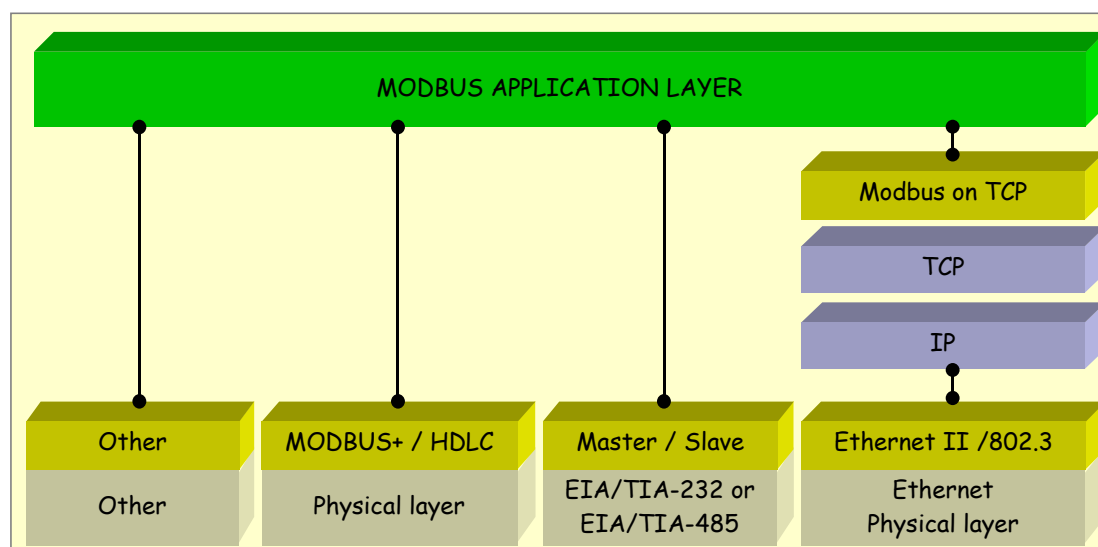 MODBUS APPLICATION LAYER
Modbus on TCP
TCP
IP
Other
MODBUS+ / HDLC
Master / Slave
Ethernet II /802.3
Other
Physical layer
EIA/TIA-232 or
EIA/TIA-485
Ethernet
Physical layer